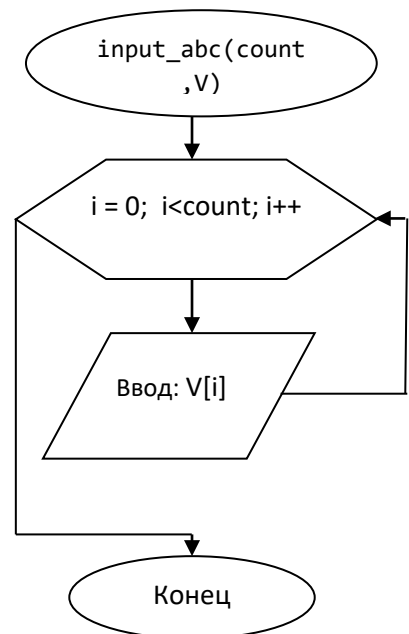 input_abc(count
,V)
i = 0; i<count; i++
Ввод: V[i]
Конец